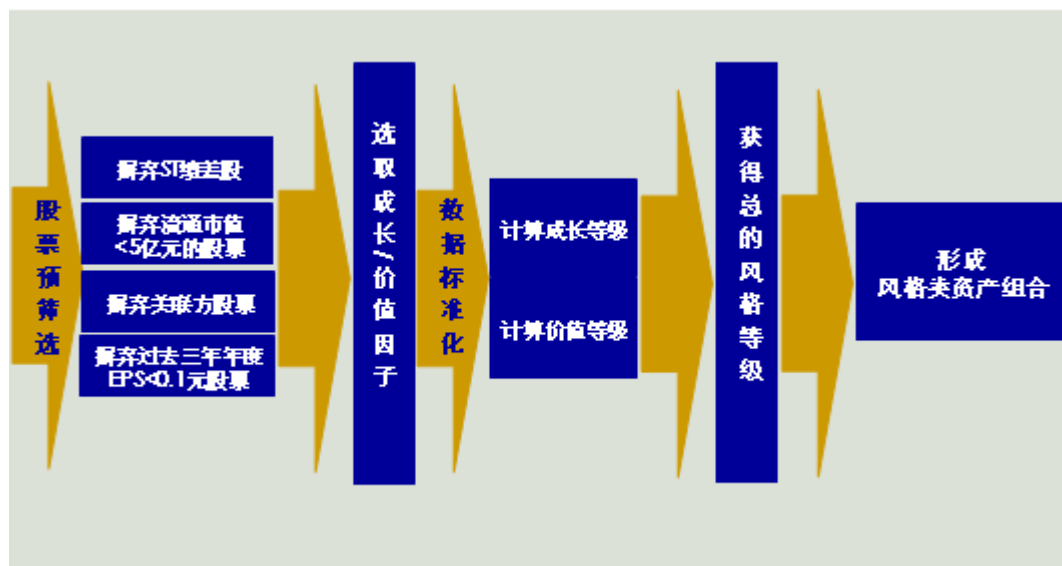 股票预筛选
摒弃ST绩差股
摒弃流通市值
<5亿元的股票
摒弃关联方股票
摒弃过去三年年度
EPS<0.1元股票
选取成长/价值因子
数据标准化
计算成长等级
计算价值等级
获得总的风格等级
形成
风格类资产组合